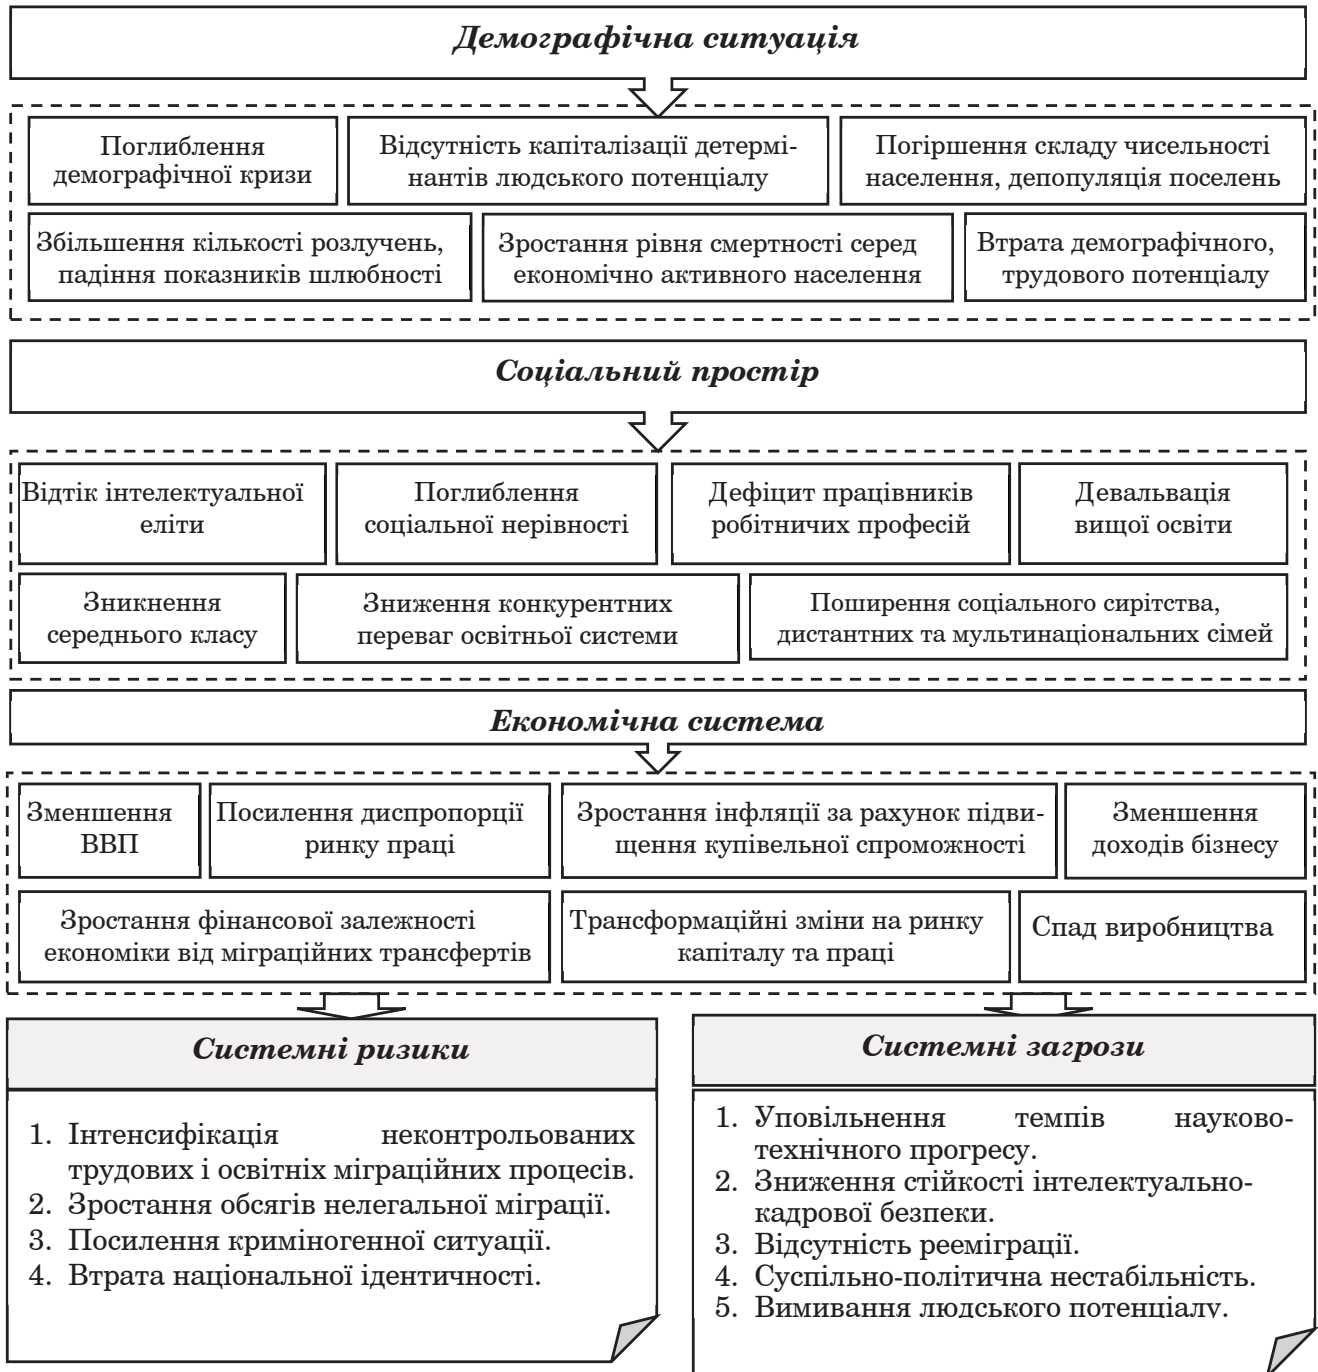 Демографічна ситуація
Поглиблення
демографічної кризи
Відсутність капіталізації детермі-
нантів людського потенціалу
Погіршення складу чисельності
населення, депопуляція поселень
Збільшення кількості розлучень,
падіння показників шлюбності
Зростання рівня смертності серед
економічно активного населення
Втрата демографічного,
трудового потенціалу
Соціальний простір
Відтік інтелектуальної
еліти
Поглиблення
соціальної нерівності
Дефіцит працівників
робітничих професій
Девальвація
вищої освіти
Зникнення
середнього класу
Зниження конкурентних
переваг освітньої системи
Поширення соціального сирітства,
дистантних та мультинаціональних сімей
Економічна система
Зменшення
ВВП
Посилення диспропорції
ринку праці
Зростання інфляції за рахунок підви-
щення купівельної спроможності
Зменшення
доходів бізнесу
Зростання фінансової залежності
економіки від міграційних трансфертів
Трансформаційні зміни на ринку
капіталу та праці
Спад виробництва
Системні ризики
1. Інтенсифікація неконтрольованих
трудових і освітніх міграційних процесів.
2. Зростання обсягів нелегальної міграції.
3. Посилення криміногенної ситуації.
4. Втрата національної ідентичності.
Системні загрози
1. Уповільнення темпів науково-
технічного прогресу.
2. Зниження стійкості інтелектуально-
кадрової безпеки.
3. Відсутність рееміграції.
4. Суспільно-політична нестабільність.
5. Вимивання людського потенціалу.